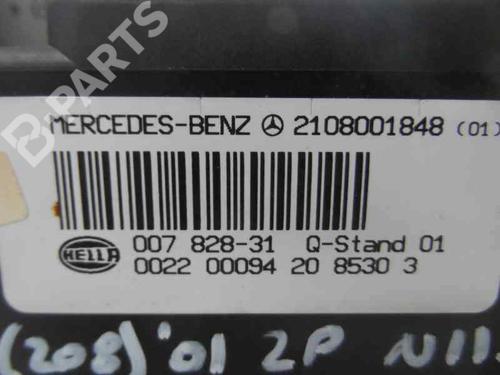 B-PARTS
MERCEDES-BENZ 2108001848 (01)
HELLA 007 828-31 Q-Stand 01
0022 00094 20 8530 3
(208) '01 2P N11.